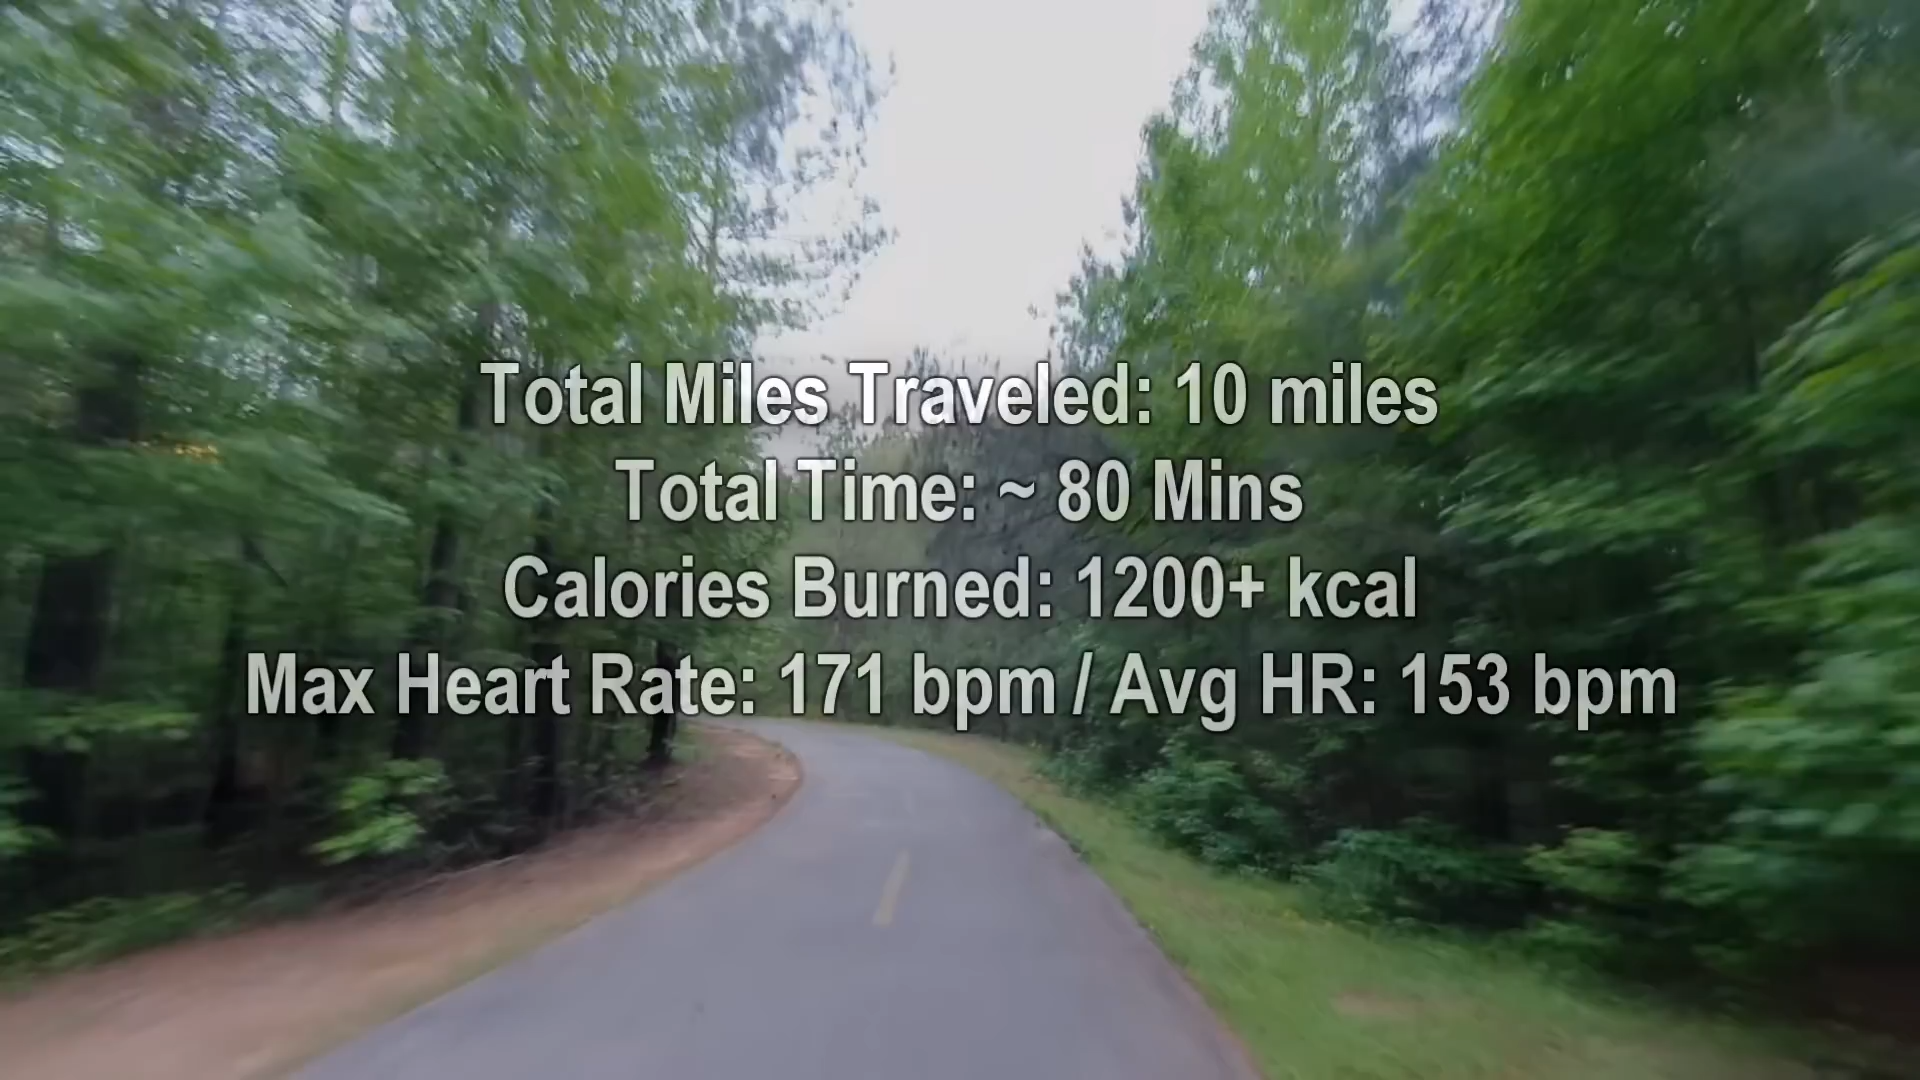 Total Miles Traveled: 10 miles
Total Time: ~ 80 Mins
Calories Burned: 1200+ kcal
Max Heart Rate: 171 bpm / Avg HR: 153 bpm